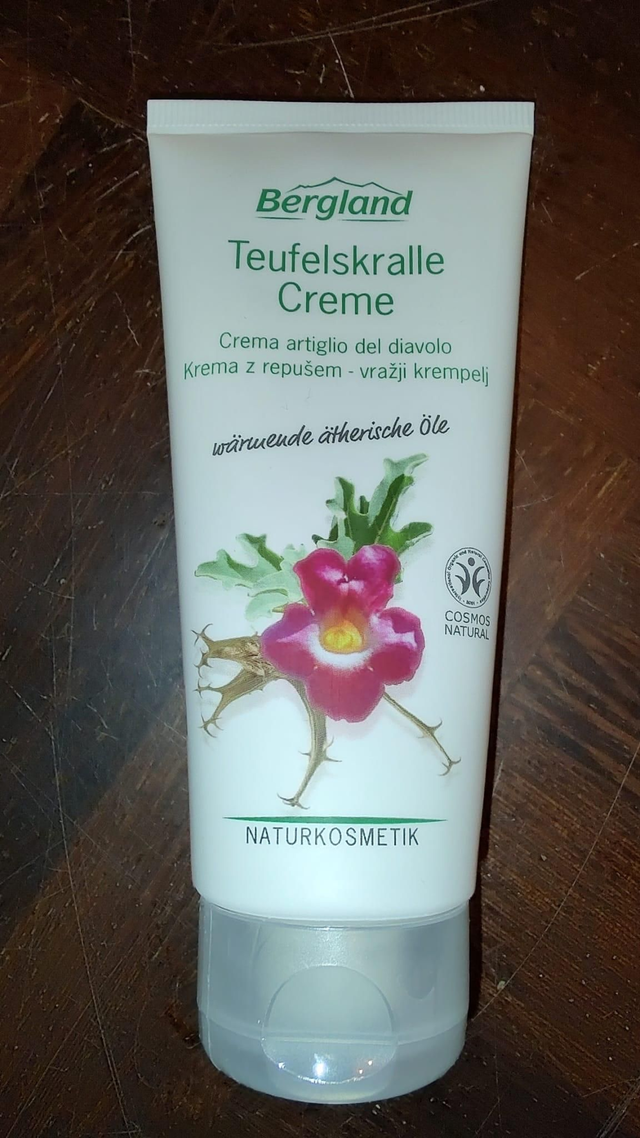 Bergland
Teufelskralle
Creme
Crema artiglio del diavolo
Krema z repušem - vražji krempelj
wärmende ätherische Öle
COSMOS
NATURAL
NATURKOSMETIK